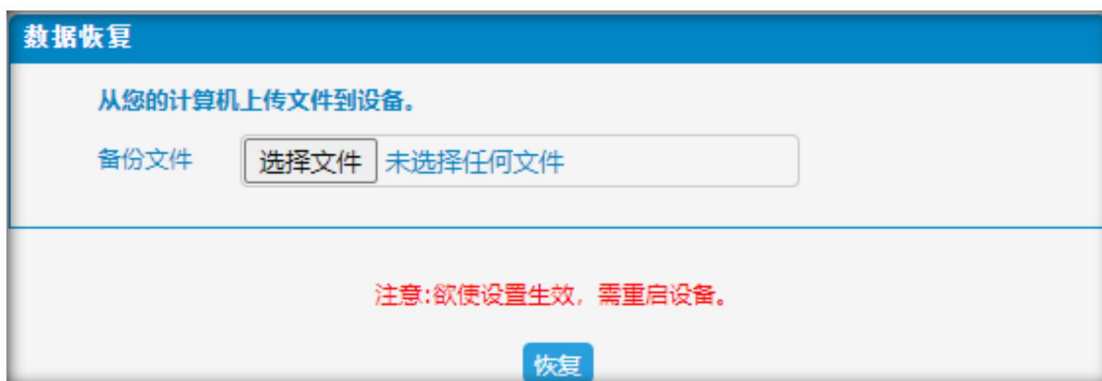 数据恢复
从您的计算机上传文件到设备。
备份文件 选择文件 未选择任何文件
注意:欲使设置生效，需重启设备。
恢复